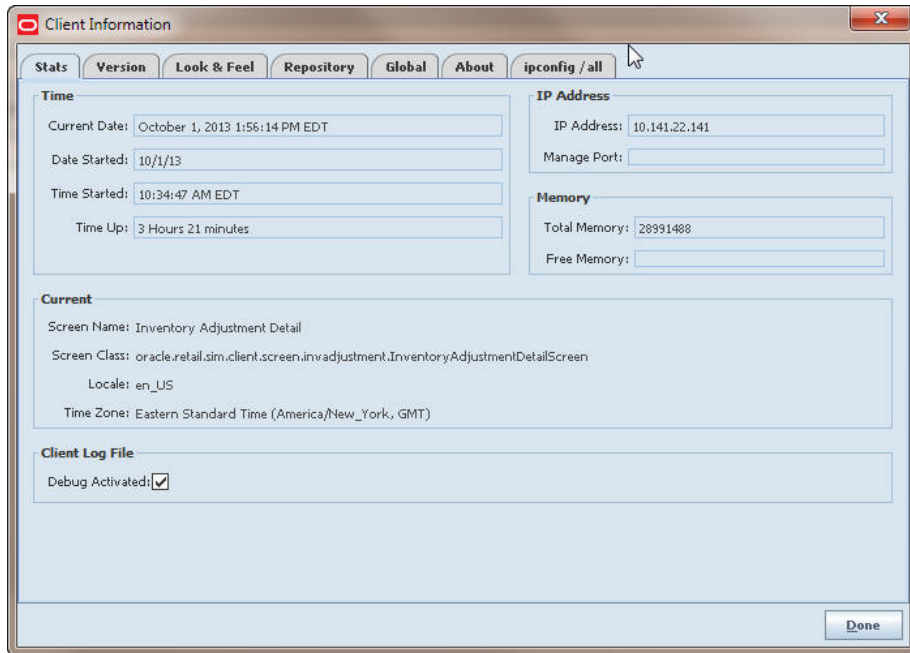 Client Information
Stats Version Look & Feel Repository Global About ipconfig / all
Time
Current Date: October 1, 2013 1:56:14 PM EDT
Date Started: 10/1/13
Time Started: 10:34:47 AM EDT
Time Up: 3 Hours 21 minutes
IP Address
IP Address: 10.141.22.141
Manage Port:
Memory
Total Memory: 28991488
Free Memory:
Current
Screen Name: Inventory Adjustment Detail
Screen Class: oracle.retail.sim.client.screen.invadjustment.InventoryAdjustmentDetailScreen
Locale: en_US
Time Zone: Eastern Standard Time (America/New_York, GMT)
Client Log File
Debug Activated:
Done